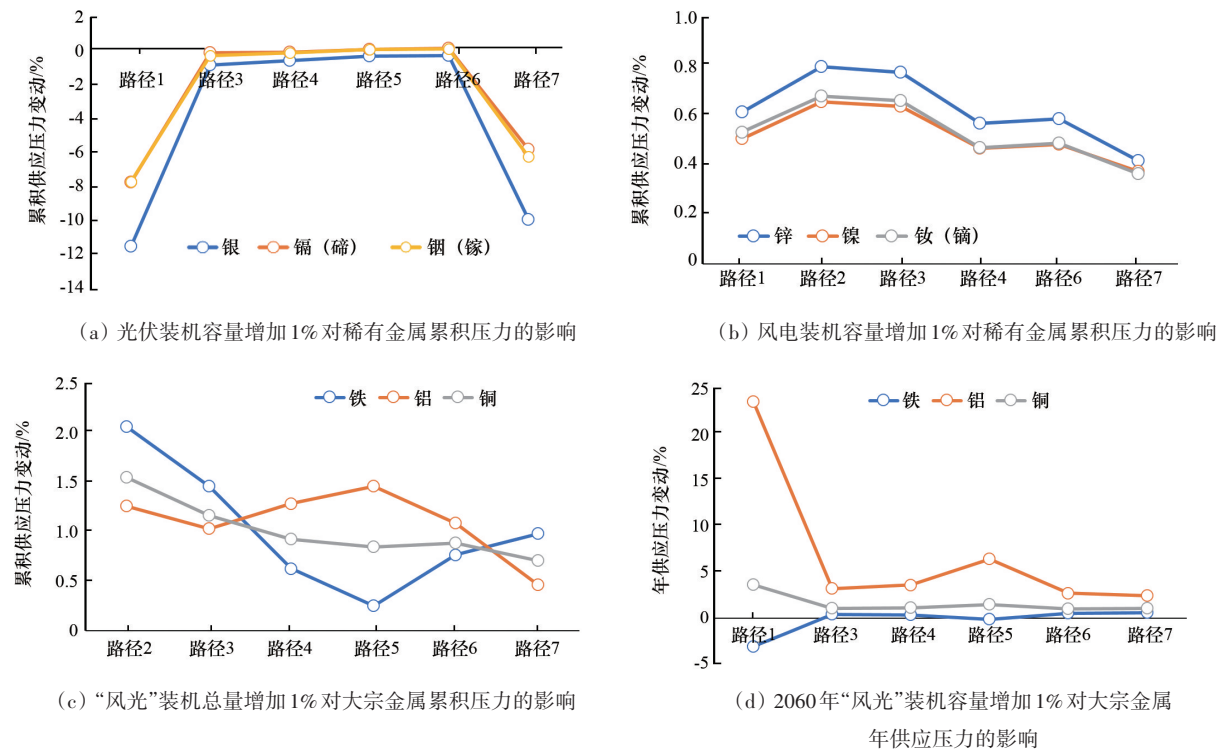 2
0
-2
-4
-6
-8
-10
-12
-14
累积供应压力变动/%
路径1 路径3 路径4 路径5 路径6 路径7
银 镉（碲） 铟（镓）
（a）光伏装机容量增加1%对稀有金属累积压力的影响
1.0
0.8
0.6
0.4
0.2
0
累积供应压力变动/%
锌 镍 钕（镝）
路径1 路径2 路径3 路径4 路径6 路径7
（b）风电装机容量增加1%对稀有金属累积压力的影响
2.5
2.0
1.5
1.0
0.5
0
累积供应压力变动/%
铁 铝 铜
路径2 路径3 路径4 路径5 路径6 路径7
（c）“风光”装机总量增加1%对大宗金属累积压力的影响
25
20
15
10
5
0
-5
年供应压力变动/%
铁 铝 铜
路径1 路径3 路径4 路径5 路径6 路径7
（d）2060年“风光”装机容量增加1%对大宗金属
年供应压力的影响